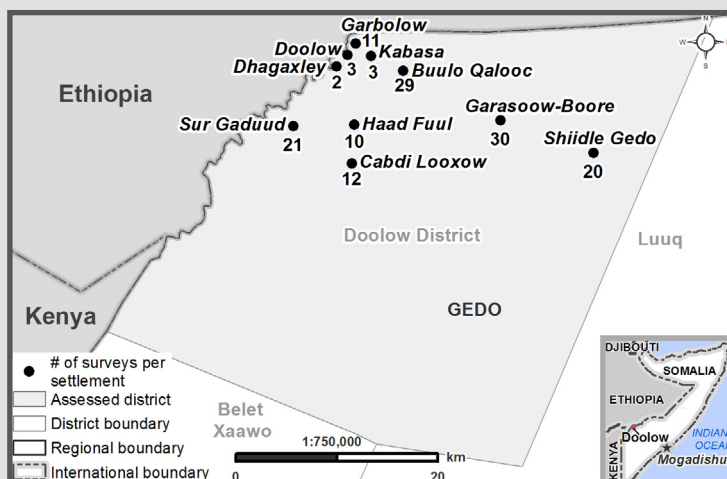 Garbolow
11
Doolow
3
Kabasa
3
Dhagaxley
2
Buulo Qalooc
29
Ethiopia
Sur Gaduud
21
Haad Fuul
10
Garasoow-Boore
30
Shiidle Gedo
20
Cabdi Looxow
12
Doolow District
Luuq
GEDO
Kenya
Belet
Xaawo
# of surveys per
settlement
Assessed district
District boundary
Regional boundary
International boundary
1:750,000
0 20 km
N
W E
S
DJIBOUTI
SOMALIA
ETHIOPIA
Doolow
INDIAN
OCEA
Mogadishu
KENYA